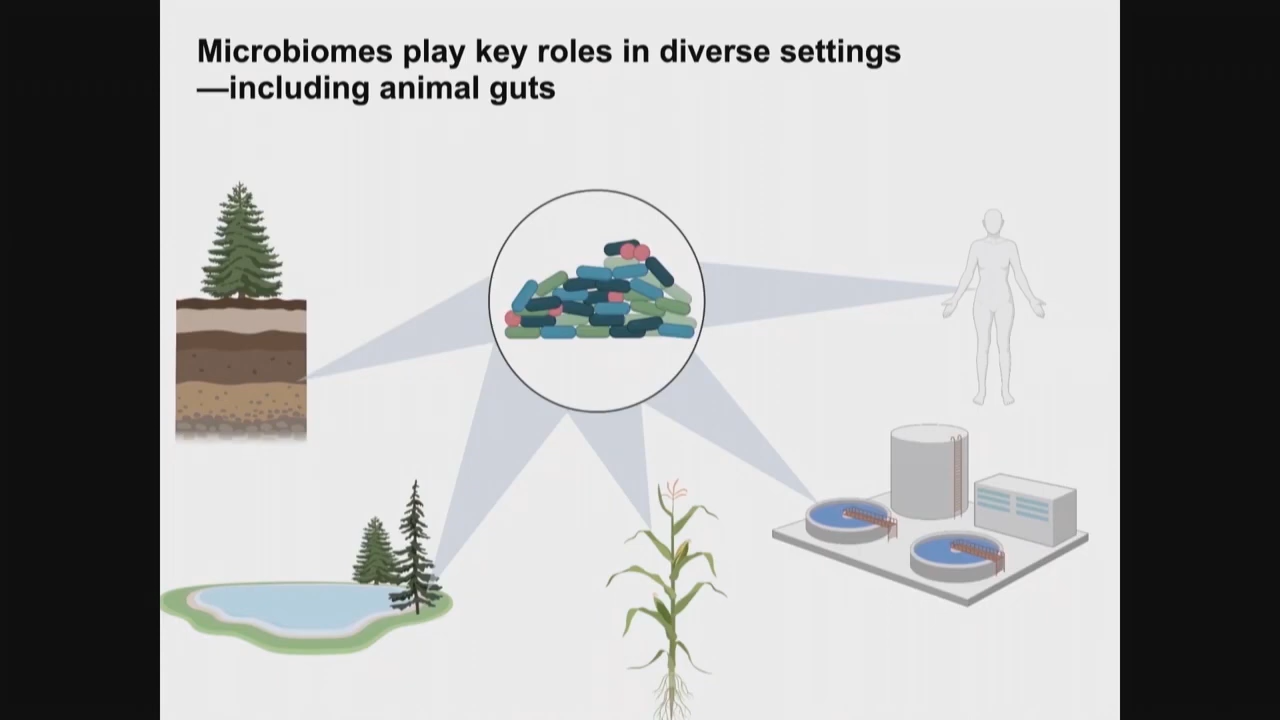 Microbiomes play key roles in diverse settings
—including animal guts